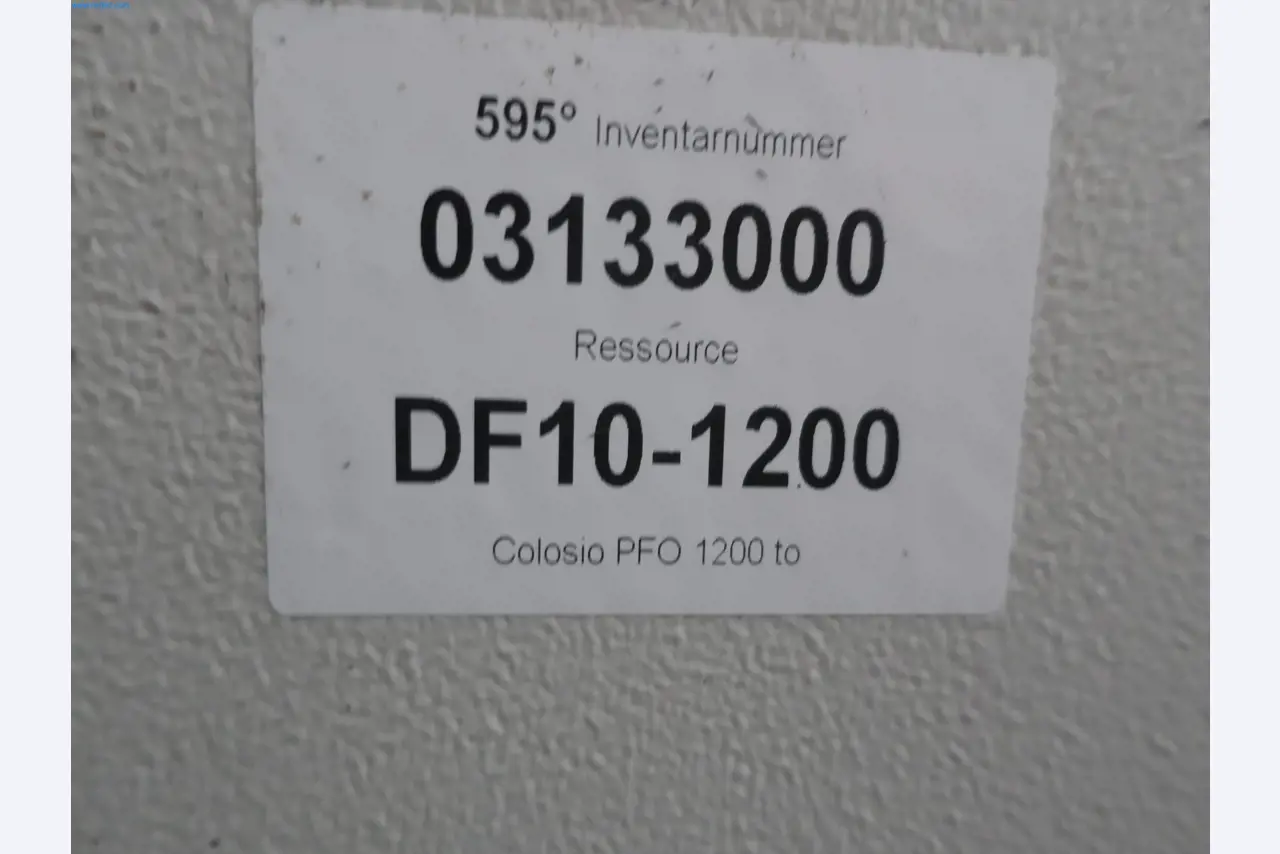 595° Inventarnummer
03133000
Ressource
DF10-1200
Colosio PFO 1200 to